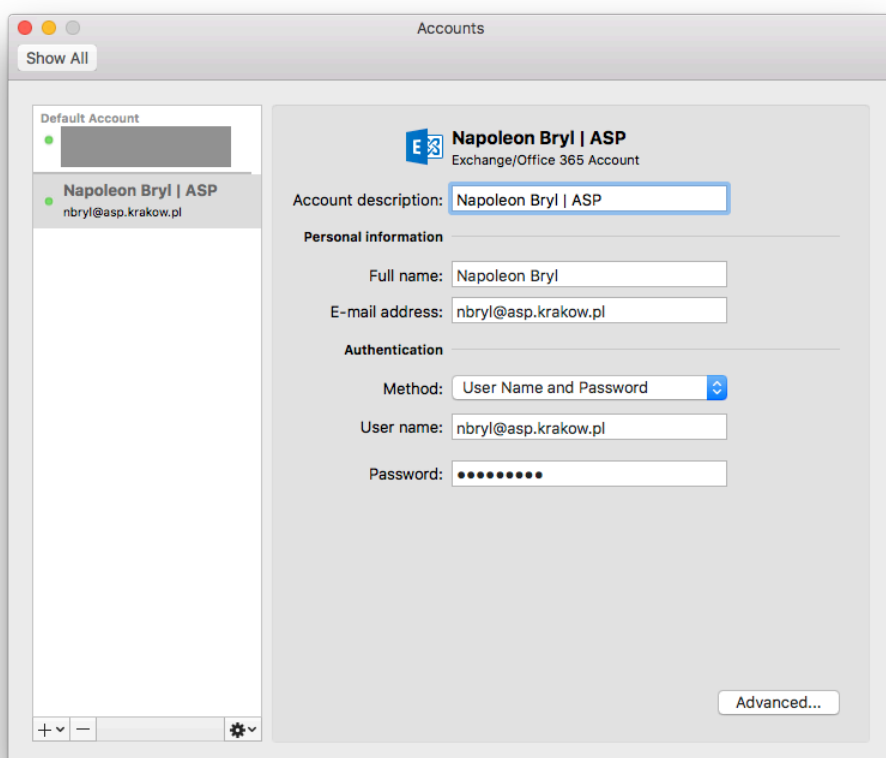 Accounts
Show All
Default Account
Napoleon Bryl | ASP
nbryl@asp.krakow.pl
Napoleon Bryl | ASP
Exchange/Office 365 Account
Account description: Napoleon Bryl | ASP
Personal information
Full name: Napoleon Bryl
E-mail address: nbryl@asp.krakow.pl
Authentication
Method: User Name and Password
User name: nbryl@asp.krakow.pl
Password: •••••••••
Advanced...